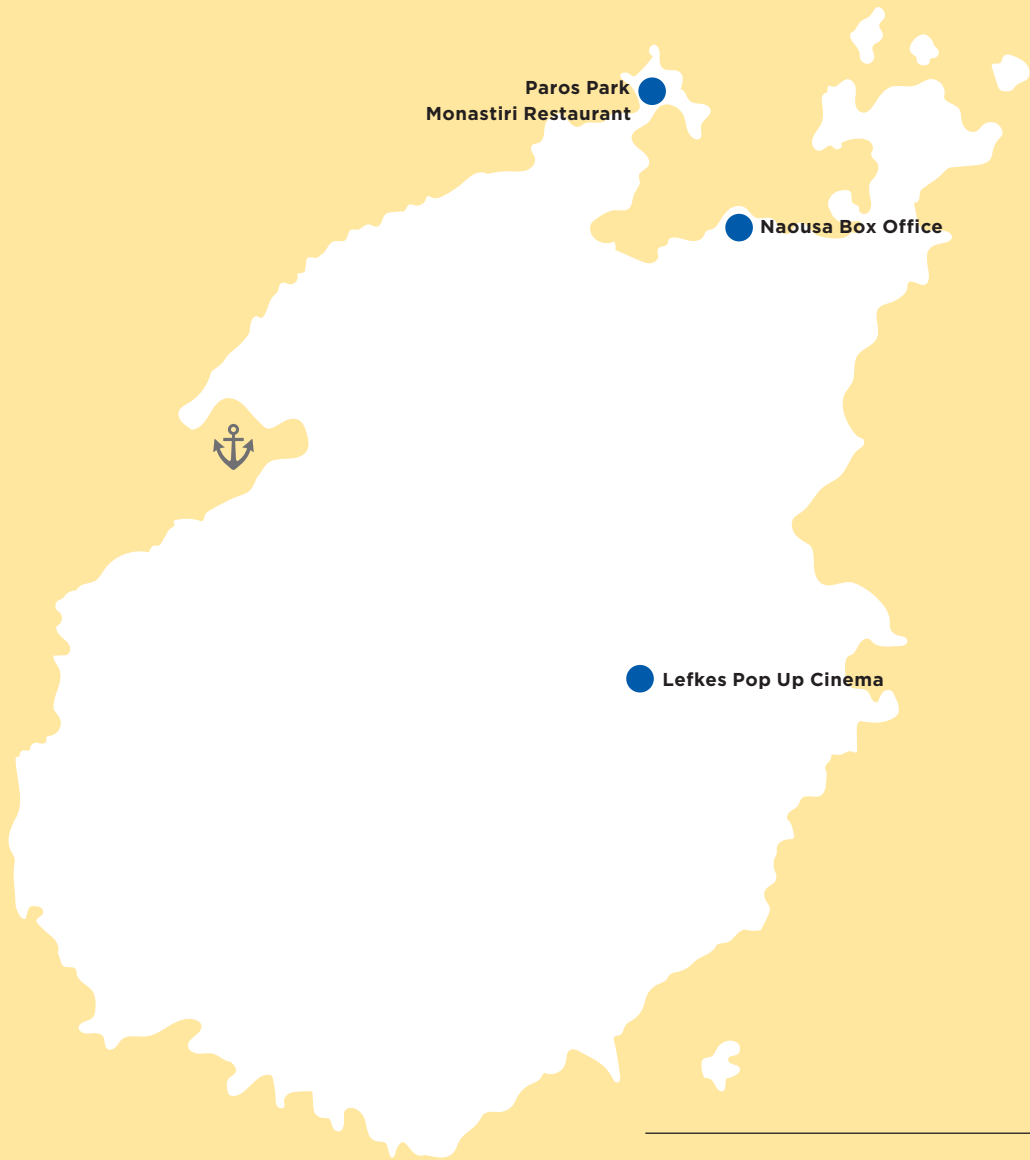 Paros Park
Monastiri Restaurant
Naousa Box Office
Lefkes Pop Up Cinema